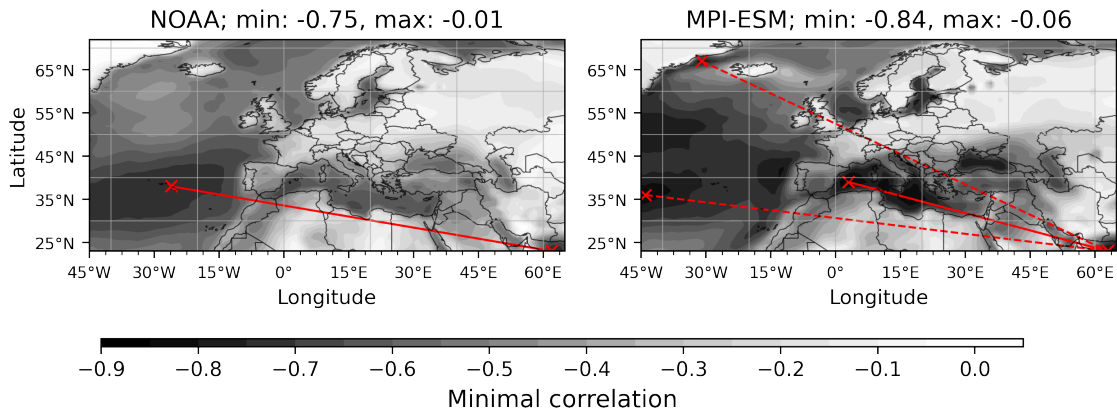 NOAA; min: -0.75, max: -0.01
MPI-ESM; min: -0.84, max: -0.06
Latitude
65°N
55°N
45°N
35°N
25°N
65°N
55°N
45°N
35°N
25°N
45°W 30°W 15°W 0° 15°E 30°E 45°E 60°E
45°W 30°W 15°W 0° 15°E 30°E 45°E 60°E
Longitude
Longitude
−0.9 −0.8 −0.7 −0.6 −0.5 −0.4 −0.3 −0.2 −0.1 0.0
Minimal correlation